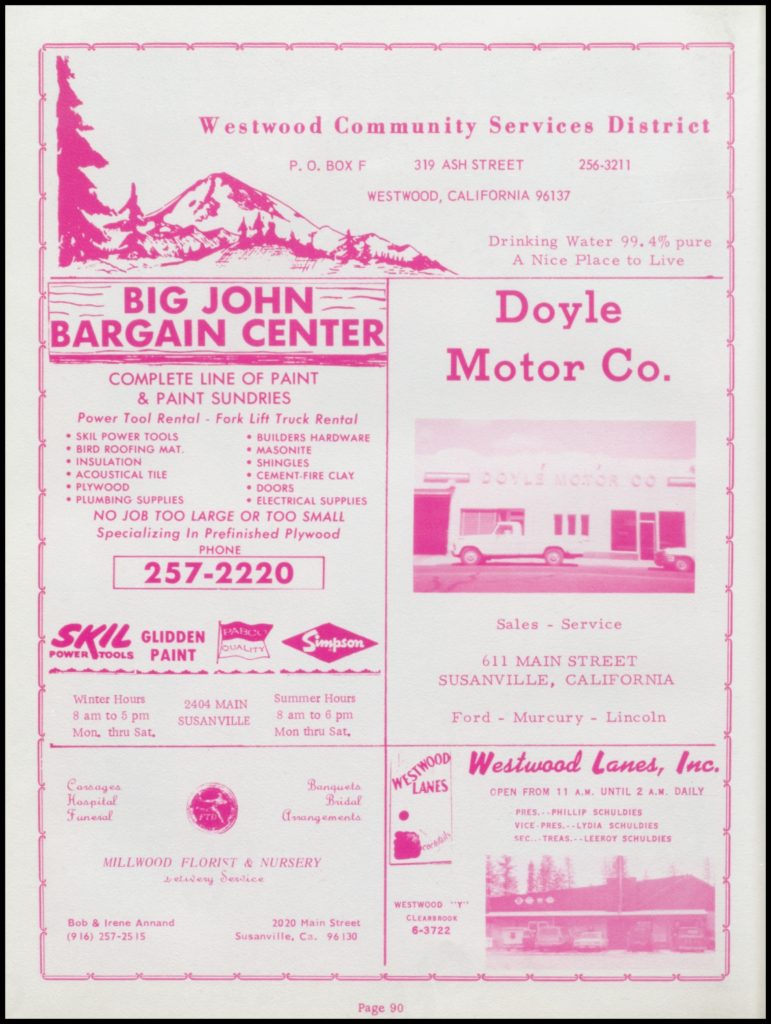 Westwood Community Services District
P. O. BOX F 319 ASH STREET 256-3211
WESTWOOD, CALIFORNIA 96137
Drinking Water 99.4% pure
A Nice Place to Live
BIG JOHN
BARGAIN CENTER
COMPLETE LINE OF PAINT
& PAINT SUNDRIES
Power Tool Rental - Fork Lift Truck Rental
• SKIL POWER TOOLS
• BIRD ROOFING MAT.
• INSULATION
• ACOUSTICAL TILE
• PLYWOOD
• PLUMBING SUPPLIES
• BUILDERS HARDWARE
• MASONITE
• SHINGLES
• CEMENT-FIRE CLAY
• DOORS
• ELECTRICAL SUPPLIES
NO JOB TOO LARGE OR TOO SMALL
Specializing In Prefinished Plywood
PHONE
257-2220
SKIL
POWER TOOLS
GLIDDEN
PAINT
PABCO
QUALITY
Simpson
Winter Hours
8 am to 5 pm
Mon. thru Sat.
2404 MAIN
SUSANVILLE
Summer Hours
8 am to 6 pm
Mon thru Sat.
Doyle
Motor Co.
DOYLE MOTOR CO
Sales - Service
611 MAIN STREET
SUSANVILLE, CALIFORNIA
Ford - Murcury - Lincoln
Corsages
Hospital
Funeral
FTD
Banquets
Bridal
Arrangements
MILLWOOD FLORIST & NURSERY
Delivery Service
Bob & Irene Annand
(916) 257-2515
2020 Main Street
Susanville, Ca. 96130
WESTWOOD
LANES
cocktails
Westwood Lanes, Inc.
OPEN FROM 11 A.M. UNTIL 2 A.M. DAILY
PRES.--PHILLIP SCHULDIES
VICE-PRES.--LYDIA SCHULDIES
SEC.--TREAS.--LEEROY SCHULDIES
WESTWOOD "Y"
CLEARBROOK
6-3722
Page 90